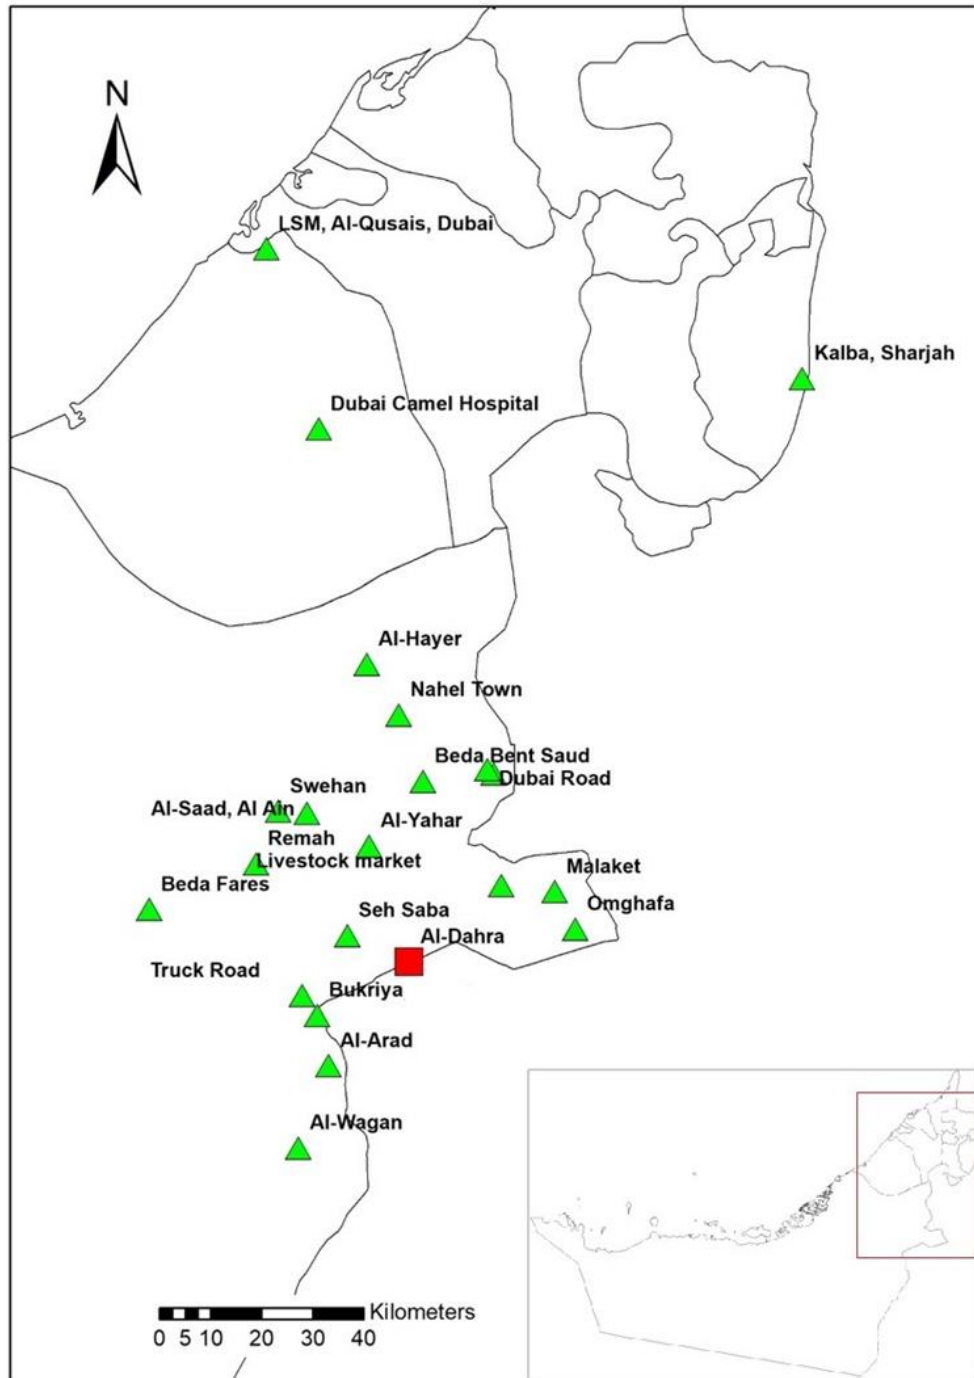 N
LSM, Al-Qusais, Dubai
Kalba, Sharjah
Dubai Camel Hospital
Al-Hayer
Nahel Town
Beda Bent Saud
Dubai Road
Swehan
Al-Saad, Al Ain
Al-Yahar
Remah
Livestock market
Malaket
Beda Fares
Omghafa
Seh Saba
Al-Dahra
Truck Road
Bukriya
Al-Arad
Al-Wagan
Kilometers
0 5 10 20 30 40